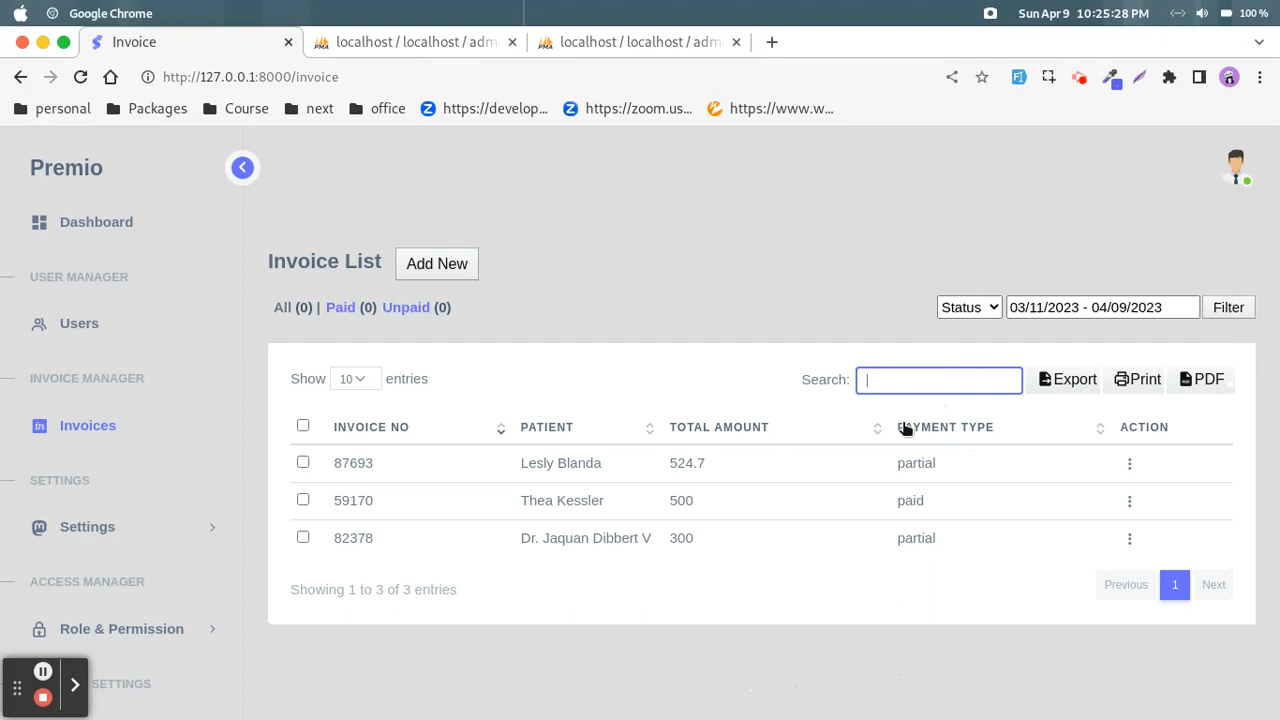 Google Chrome Sun Apr 9 10:25:28 PM 100 %
Invoice localhost / localhost / adm localhost / localhost / adm
http://127.0.0.1:8000/invoice
personal Packages Course next office https://develop... https://zoom.us... https://www.w...
Premio
Dashboard
USER MANAGER
Users
INVOICE MANAGER
Invoices
SETTINGS
Settings
ACCESS MANAGER
Role & Permission
SETTINGS
Invoice List Add New
All (0) | Paid (0) Unpaid (0) Status 03/11/2023 - 04/09/2023 Filter
Show 10 entries Search: Export Print PDF
INVOICE NO PATIENT TOTAL AMOUNT PAYMENT TYPE ACTION
87693 Lesly Blanda 524.7 partial
59170 Thea Kessler 500 paid
82378 Dr. Jaquan Dibbert V 300 partial
Showing 1 to 3 of 3 entries Previous 1 Next